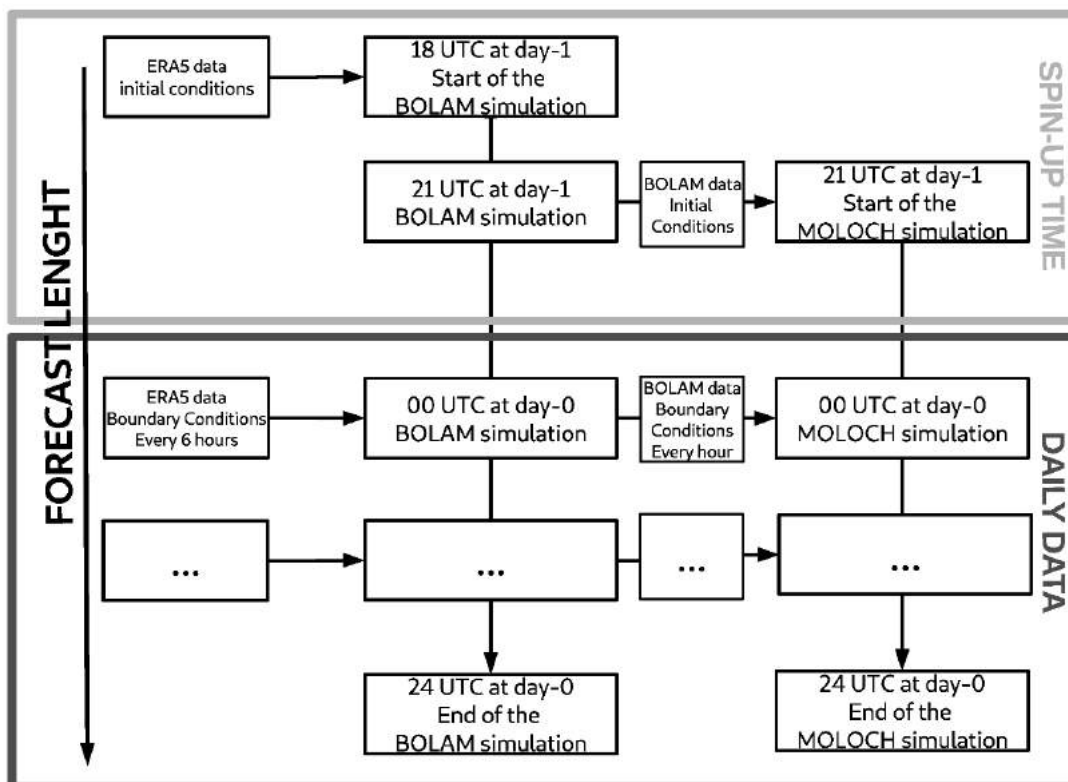 ERA5 data
initial conditions
18 UTC at day-1
Start of the
BOLAM simulation
21 UTC at day-1
BOLAM simulation
BOLAM data
Initial
Conditions
21 UTC at day-1
Start of the
MOLOCH simulation
SPIN-UP TIME
FORECAST LENGHT
ERA5 data
Boundary Conditions
Every 6 hours
00 UTC at day-0
BOLAM simulation
BOLAM data
Boundary
Conditions
Every hour
00 UTC at day-0
MOLOCH simulation
...
...
...
...
24 UTC at day-0
End of the
BOLAM simulation
24 UTC at day-0
End of the
MOLOCH simulation
DAILY DATA